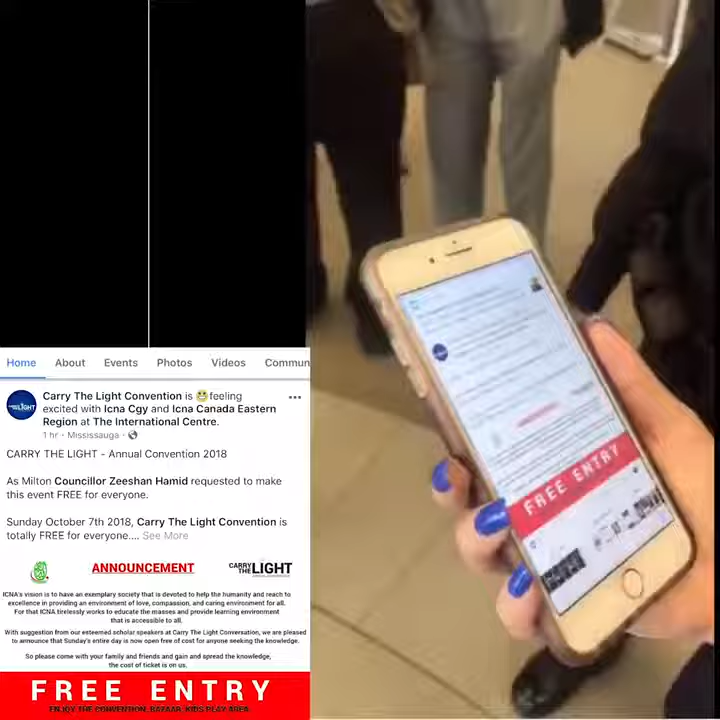 Home About Events Photos Videos Commun
Carry The Light Convention is 😀 feeling
excited with Icna Cgy and Icna Canada Eastern
Region at The International Centre.
1 hr · Mississauga ·
CARRY THE LIGHT - Annual Convention 2018
As Milton Councillor Zeeshan Hamid requested to make
this event FREE for everyone.
Sunday October 7th 2018, Carry The Light Convention is
totally FREE for everyone.... See More
ANNOUNCEMENT
CARRY THE LIGHT
ICNA's vision is to have an exemplary society that is devoted to help the humanity and reach to
excellence in providing an environment of love, compassion, and caring environment for all.
For that ICNA tirelessly works to educate the masses and provide learning environment
that is accessible to all.
With suggestion from our esteemed scholar speakers at Carry The Light Conversation, we are pleased
to announce that Sunday's entire day is now open free of cost for anyone seeking the knowledge.
So please come with your family and friends and gain and spread the knowledge,
the cost of ticket is on us.
FREE ENTRY
ENJOY THE CONVENTION, BAZAAR, KIDS PLAY AREA
FREE ENTRY